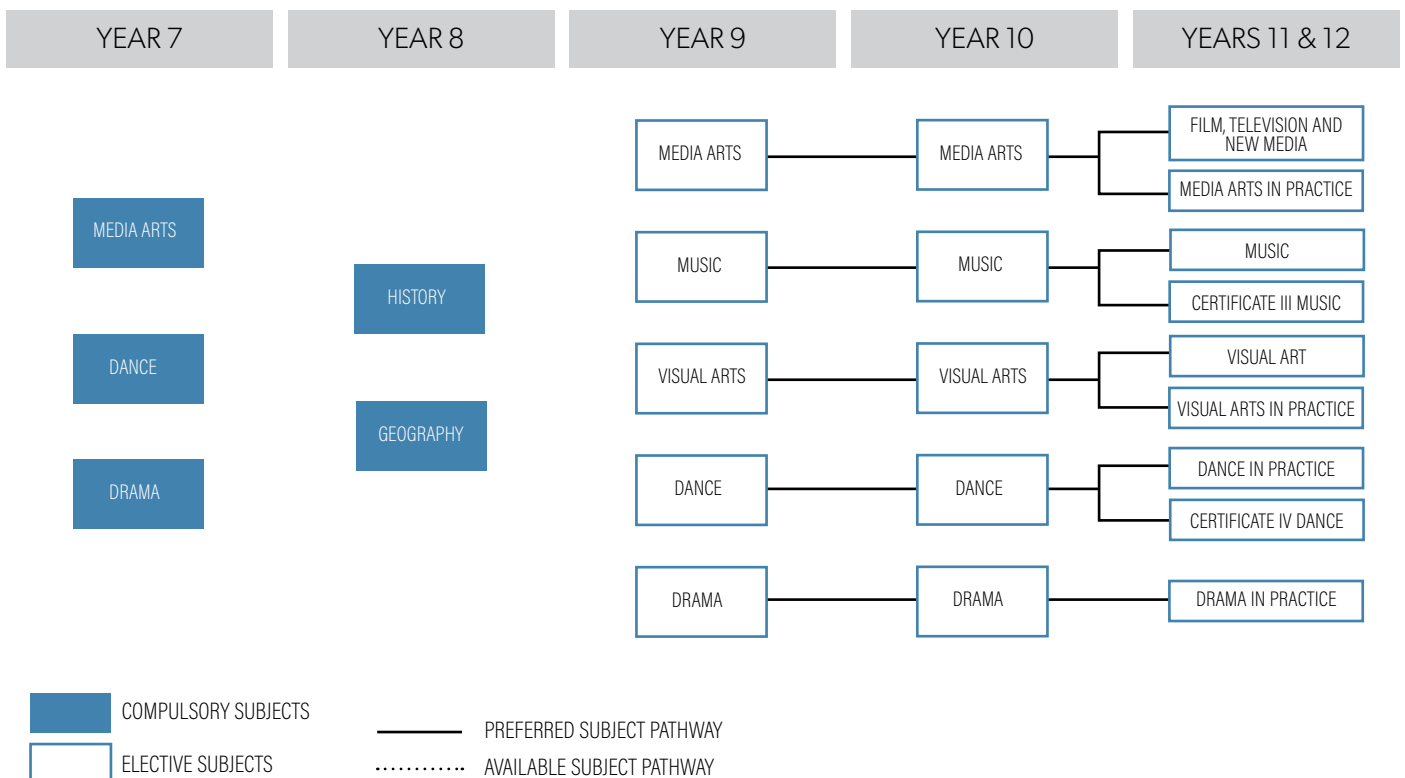 YEAR 7
YEAR 8
YEAR 9
YEAR 10
YEARS 11 & 12
MEDIA ARTS
DANCE
DRAMA
HISTORY
GEOGRAPHY
MEDIA ARTS
MEDIA ARTS
FILM, TELEVISION AND
NEW MEDIA
MEDIA ARTS IN PRACTICE
MUSIC
MUSIC
MUSIC
CERTIFICATE III MUSIC
VISUAL ARTS
VISUAL ARTS
VISUAL ART
VISUAL ARTS IN PRACTICE
DANCE
DANCE
DANCE IN PRACTICE
CERTIFICATE IV DANCE
DRAMA
DRAMA
DRAMA IN PRACTICE
COMPULSORY SUBJECTS
ELECTIVE SUBJECTS
PREFERRED SUBJECT PATHWAY
AVAILABLE SUBJECT PATHWAY